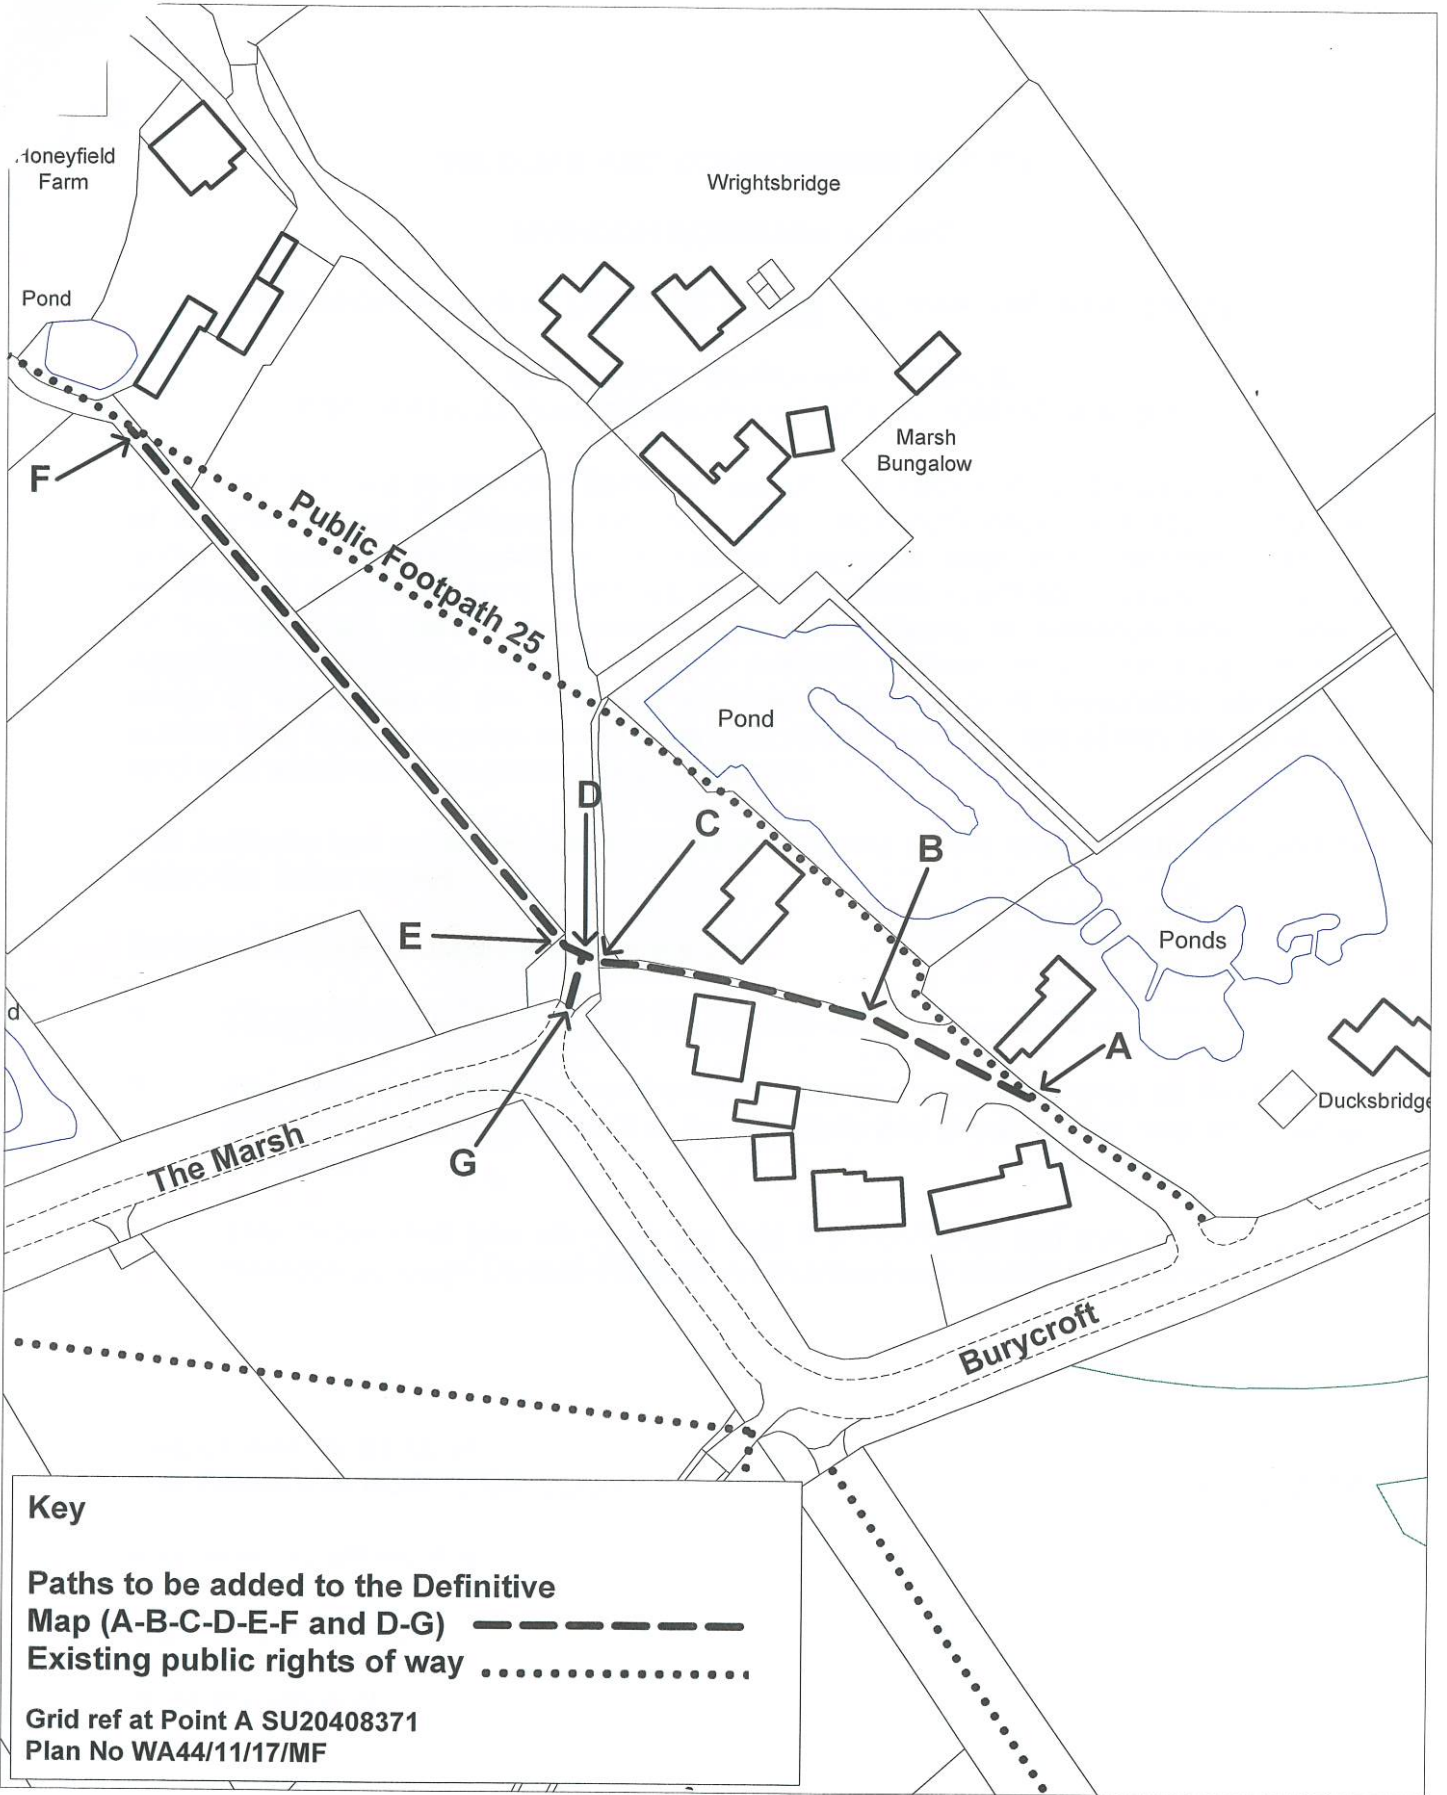 Honeyfield
Farm
Wrightsbridge
Pond
Marsh
Bungalow
F
Public Footpath 25
Pond
D
C
B
E
Ponds
d
A
Ducksbridge
The Marsh
G
Burycroft
Key
Paths to be added to the Definitive
Map (A-B-C-D-E-F and D-G)
Existing public rights of way
Grid ref at Point A SU20408371
Plan No WA44/11/17/MF